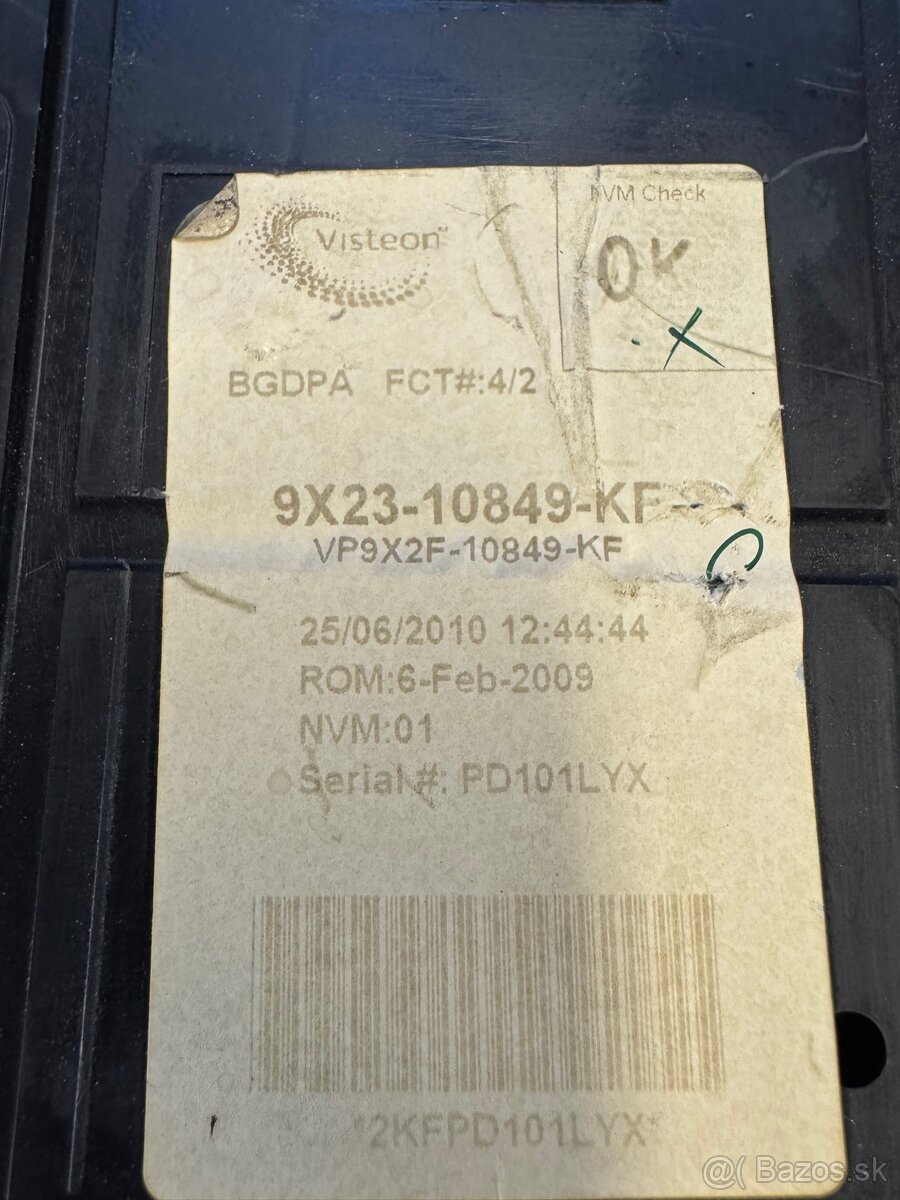 Visteon™
NVM Check
OK
BGDPA FCT#:4/2
9X23-10849-KF-
VP9X2F-10849-KF
25/06/2010 12:44:44
ROM:6-Feb-2009
NVM:01
Serial #: PD101LYX
*2KFPD101LYX*
@( Bazos.sk